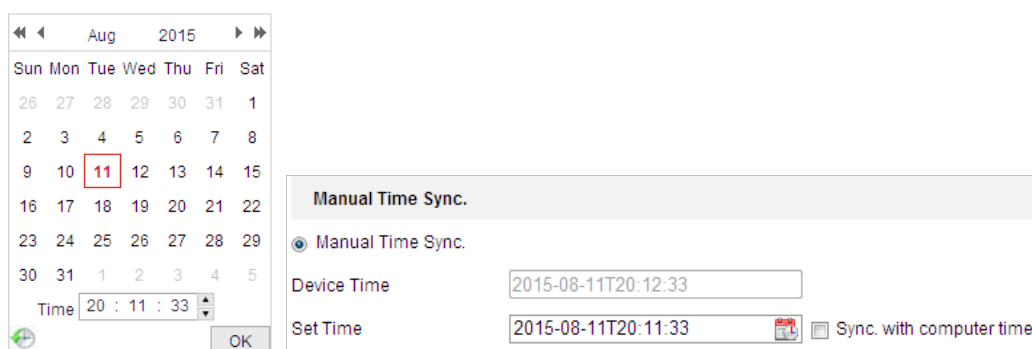 Aug 2015
Sun Mon Tue Wed Thu Fri Sat
26 27 28 29 30 31 1
2 3 4 5 6 7 8
9 10 11 12 13 14 15
16 17 18 19 20 21 22
23 24 25 26 27 28 29
30 31 1 2 3 4 5
Time 20 : 11 : 33
OK
Manual Time Sync.
Manual Time Sync.
Device Time 2015-08-11T20:12:33
Set Time 2015-08-11T20:11:33 Sync. with computer time